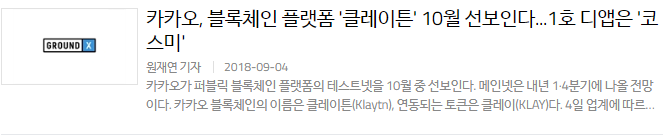 GROUND X
카카오, 블록체인 플랫폼 '클레이튼' 10월 선보인다...1호 디앱은 '코
스미'
원재연 기자 | 2018-09-04
카카오가 퍼블릭 블록체인 플랫폼의 테스트넷을 10월 중 선보인다. 메인넷은 내년 1·4분기에 나올 전망
이다. 카카오 블록체인의 이름은 클레이튼(Klaytn), 연동되는 토큰은 클레이(KLAY)다. 4일 업계에 따르...